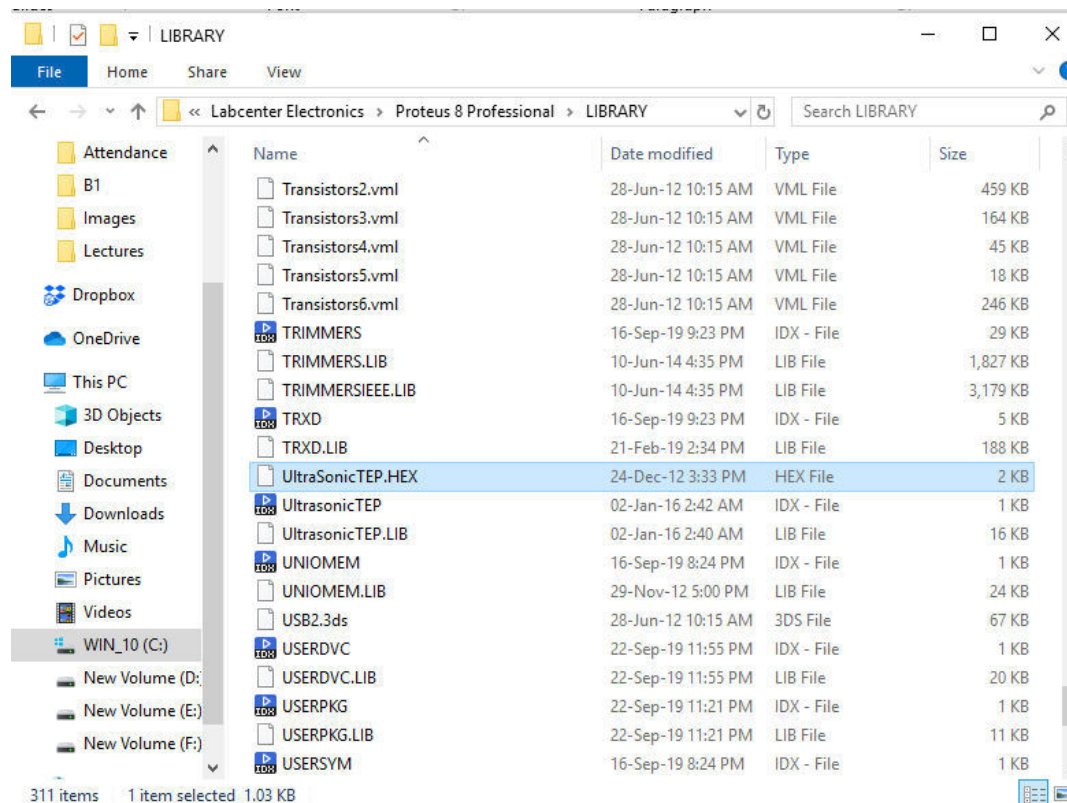 LIBRARY
File Home Share View
« Labcenter Electronics › Proteus 8 Professional › LIBRARY
Search LIBRARY
Attendance
B1
Images
Lectures
Dropbox
OneDrive
This PC
3D Objects
Desktop
Documents
Downloads
Music
Pictures
Videos
WIN_10 (C:)
New Volume (D:)
New Volume (E:)
New Volume (F:)
Name Date modified Type Size
Transistors2.vml 28-Jun-12 10:15 AM VML File 459 KB
Transistors3.vml 28-Jun-12 10:15 AM VML File 164 KB
Transistors4.vml 28-Jun-12 10:15 AM VML File 45 KB
Transistors5.vml 28-Jun-12 10:15 AM VML File 18 KB
Transistors6.vml 28-Jun-12 10:15 AM VML File 246 KB
IDX TRIMMERS 16-Sep-19 9:23 PM IDX - File 29 KB
TRIMMERS.LIB 10-Jun-14 4:35 PM LIB File 1,827 KB
TRIMMERSIEEE.LIB 10-Jun-14 4:35 PM LIB File 3,179 KB
IDX TRXD 16-Sep-19 9:23 PM IDX - File 5 KB
TRXD.LIB 21-Feb-19 2:34 PM LIB File 188 KB
UltraSonicTEP.HEX 24-Dec-12 3:33 PM HEX File 2 KB
IDX UltrasonicTEP 02-Jan-16 2:42 AM IDX - File 1 KB
UltrasonicTEP.LIB 02-Jan-16 2:40 AM LIB File 16 KB
IDX UNIOMEM 16-Sep-19 8:24 PM IDX - File 1 KB
UNIOMEM.LIB 29-Nov-12 5:00 PM LIB File 24 KB
USB2.3ds 28-Jun-12 10:15 AM 3DS File 67 KB
IDX USERDVC 22-Sep-19 11:55 PM IDX - File 1 KB
USERDVC.LIB 22-Sep-19 11:55 PM LIB File 20 KB
IDX USERPKG 22-Sep-19 11:21 PM IDX - File 1 KB
USERPKG.LIB 22-Sep-19 11:21 PM LIB File 11 KB
IDX USERSYM 16-Sep-19 8:24 PM IDX - File 1 KB
311 items 1 item selected 1.03 KB